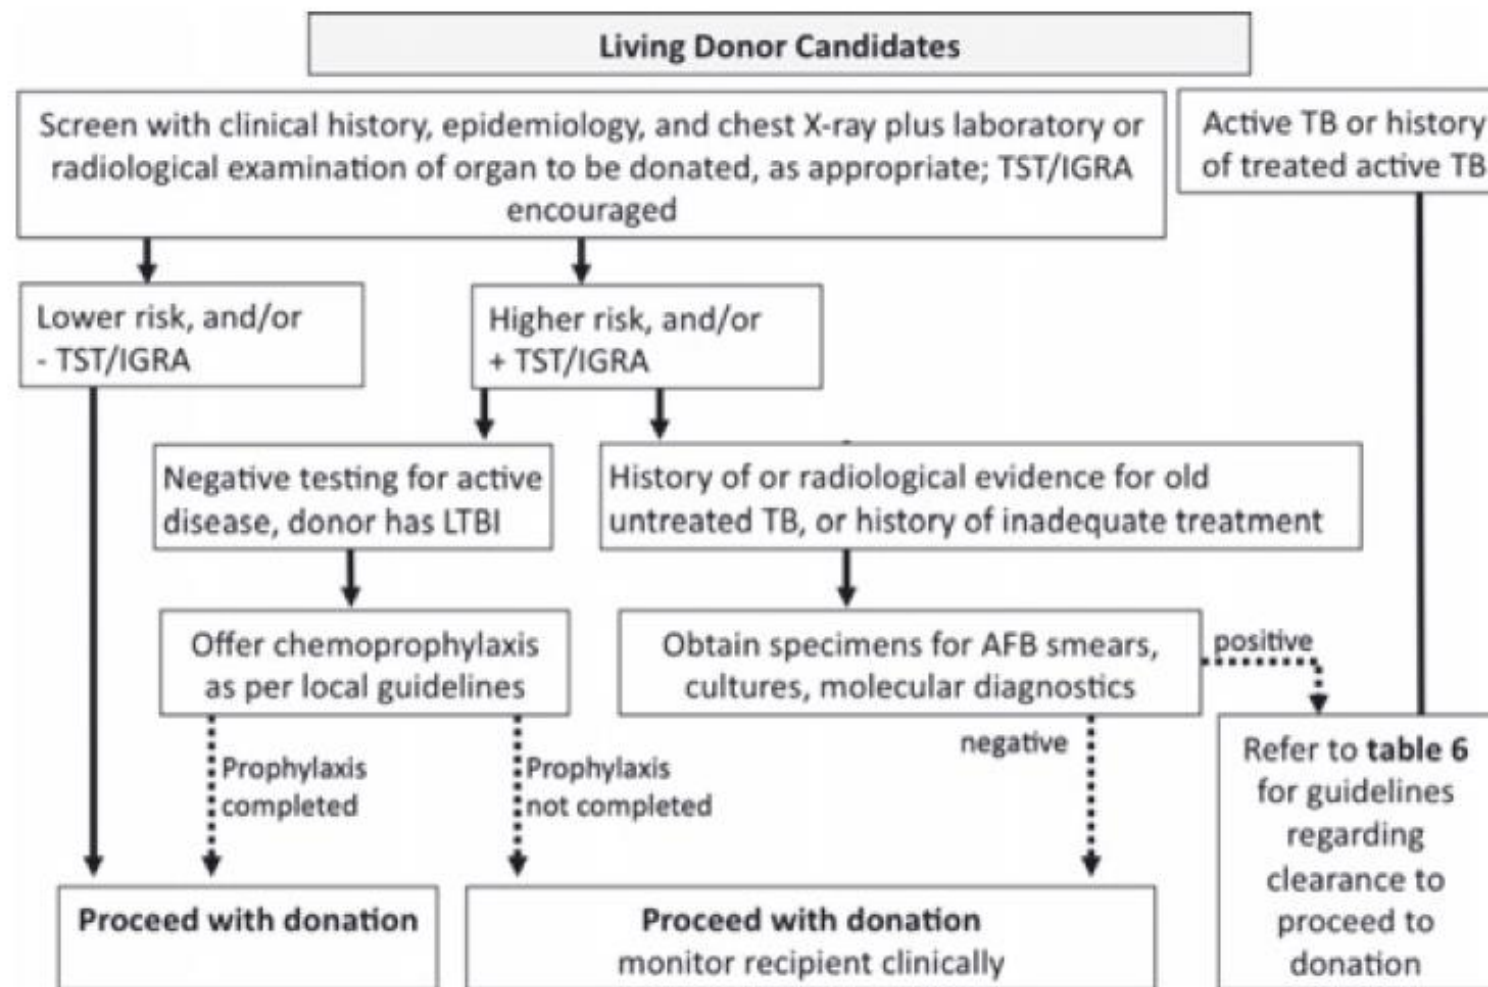 Living Donor Candidates
Screen with clinical history, epidemiology, and chest X-ray plus laboratory or
radiological examination of organ to be donated, as appropriate; TST/IGRA
encouraged
Active TB or history
of treated active TB
Lower risk, and/or
- TST/IGRA
Higher risk, and/or
+ TST/IGRA
Negative testing for active
disease, donor has LTBI
History of or radiological evidence for old
untreated TB, or history of inadequate treatment
Offer chemoprophylaxis
as per local guidelines
Obtain specimens for AFB smears,
cultures, molecular diagnostics
positive
Prophylaxis
completed
Prophylaxis
not completed
negative
Refer to table 6
for guidelines
regarding
clearance to
proceed to
donation
Proceed with donation
Proceed with donation
monitor recipient clinically